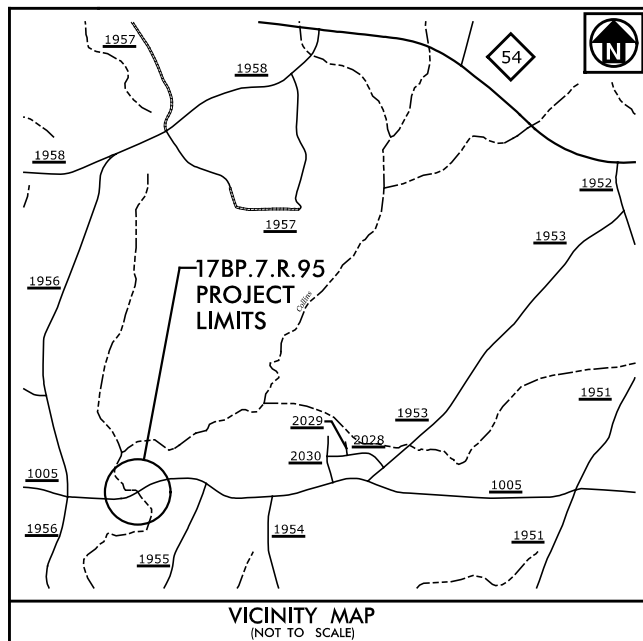 1957
54
N
1958
1958
1952
1957
1953
17BP.7.R.95
PROJECT
LIMITS
1956
Collins
1951
1953
2029
2028
2030
1005
1005
1956
1955
1954
1951
VICINITY MAP
(NOT TO SCALE)